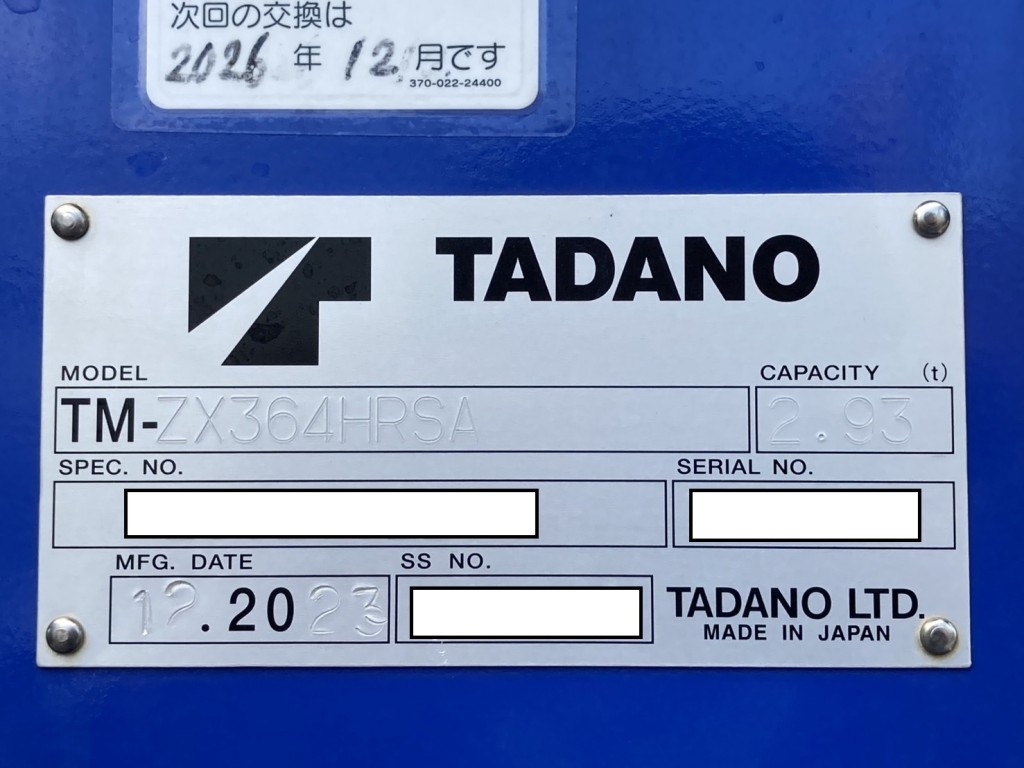 次回の交換は
2026 年 12 月です
370-022-24400
TADANO
MODEL
CAPACITY (t)
TM-ZX364HRSA
2.93
SPEC. NO.
SERIAL NO.
MFG. DATE
SS NO.
12.2023
TADANO LTD.
MADE IN JAPAN